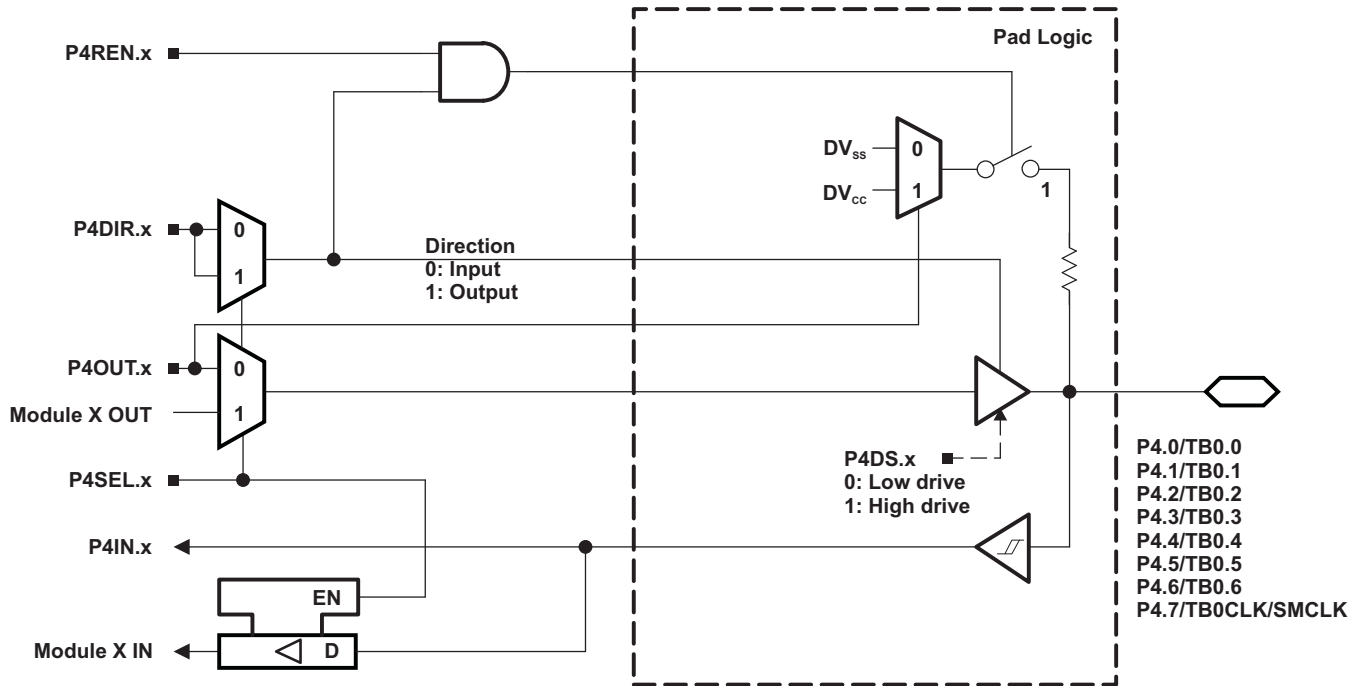 Pad Logic
P4REN.x
DVSS
0
DVCC
1
1
P4DIR.x
0
1
Direction
0: Input
1: Output
P4OUT.x
0
Module X OUT
1
P4DS.x
0: Low drive
1: High drive
P4SEL.x
P4IN.x
EN
D
Module X IN
P4.0/TB0.0
P4.1/TB0.1
P4.2/TB0.2
P4.3/TB0.3
P4.4/TB0.4
P4.5/TB0.5
P4.6/TB0.6
P4.7/TB0CLK/SMCLK